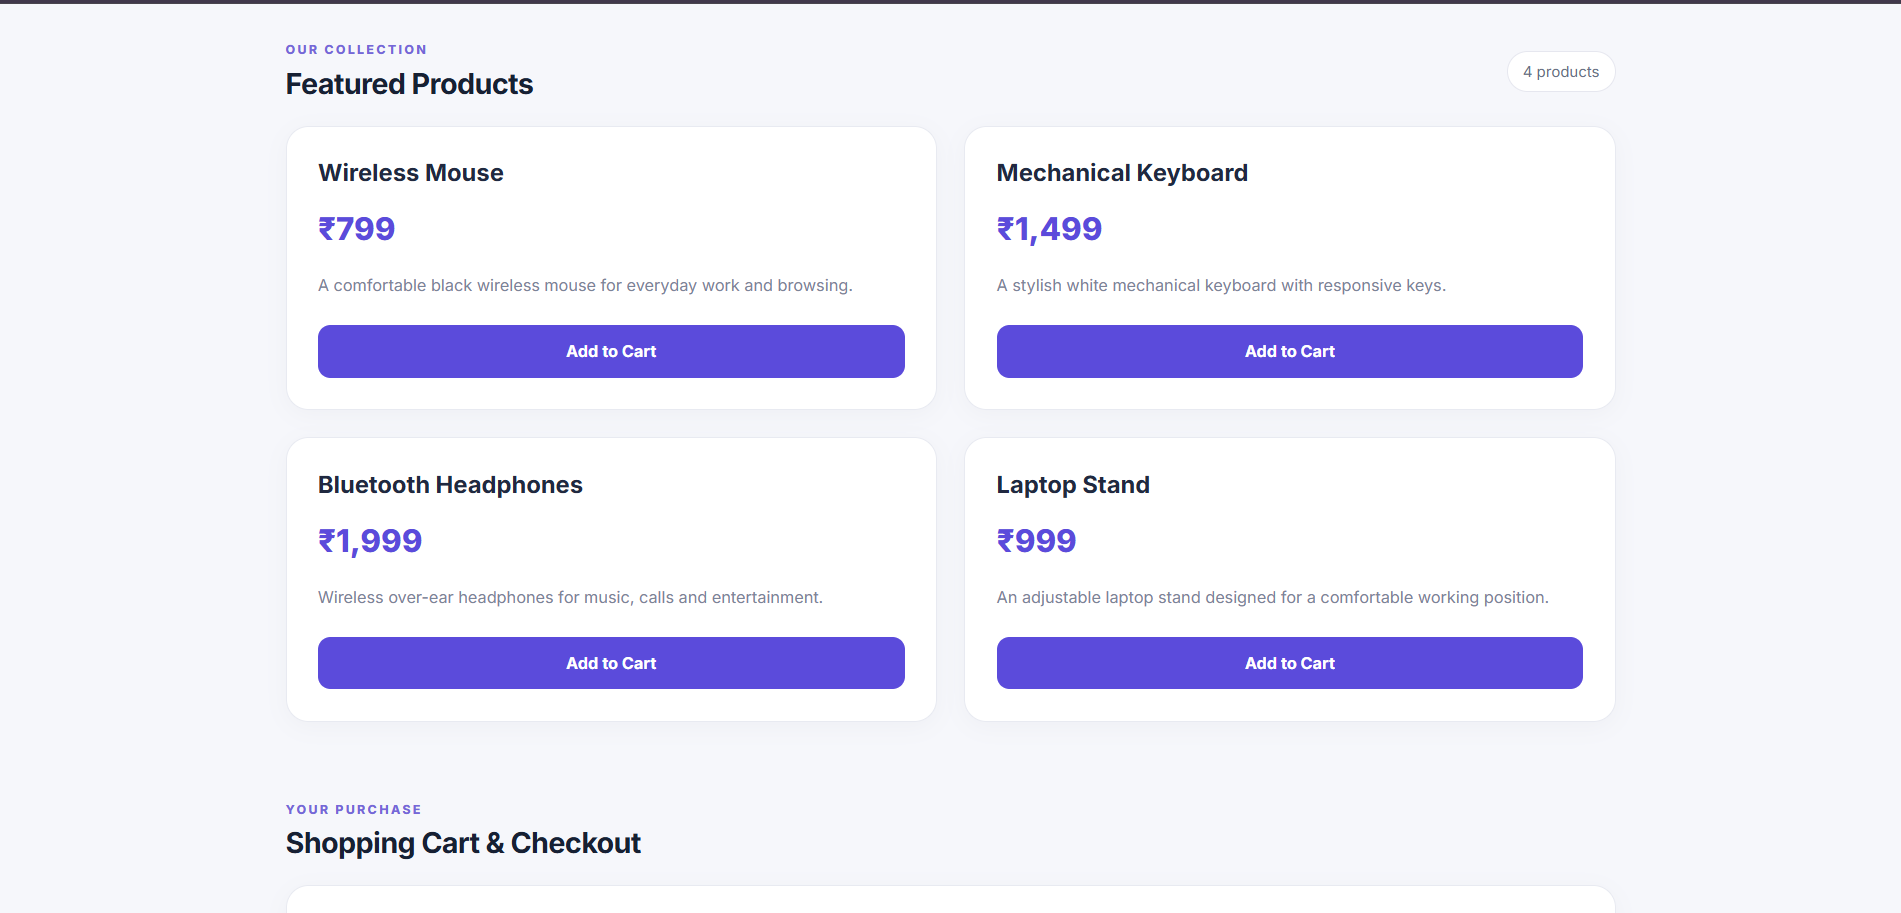 OUR COLLECTION
Featured Products
4 products
Wireless Mouse
₹799
A comfortable black wireless mouse for everyday work and browsing.
Add to Cart
Mechanical Keyboard
₹1,499
A stylish white mechanical keyboard with responsive keys.
Add to Cart
Bluetooth Headphones
₹1,999
Wireless over-ear headphones for music, calls and entertainment.
Add to Cart
Laptop Stand
₹999
An adjustable laptop stand designed for a comfortable working position.
Add to Cart
YOUR PURCHASE
Shopping Cart & Checkout